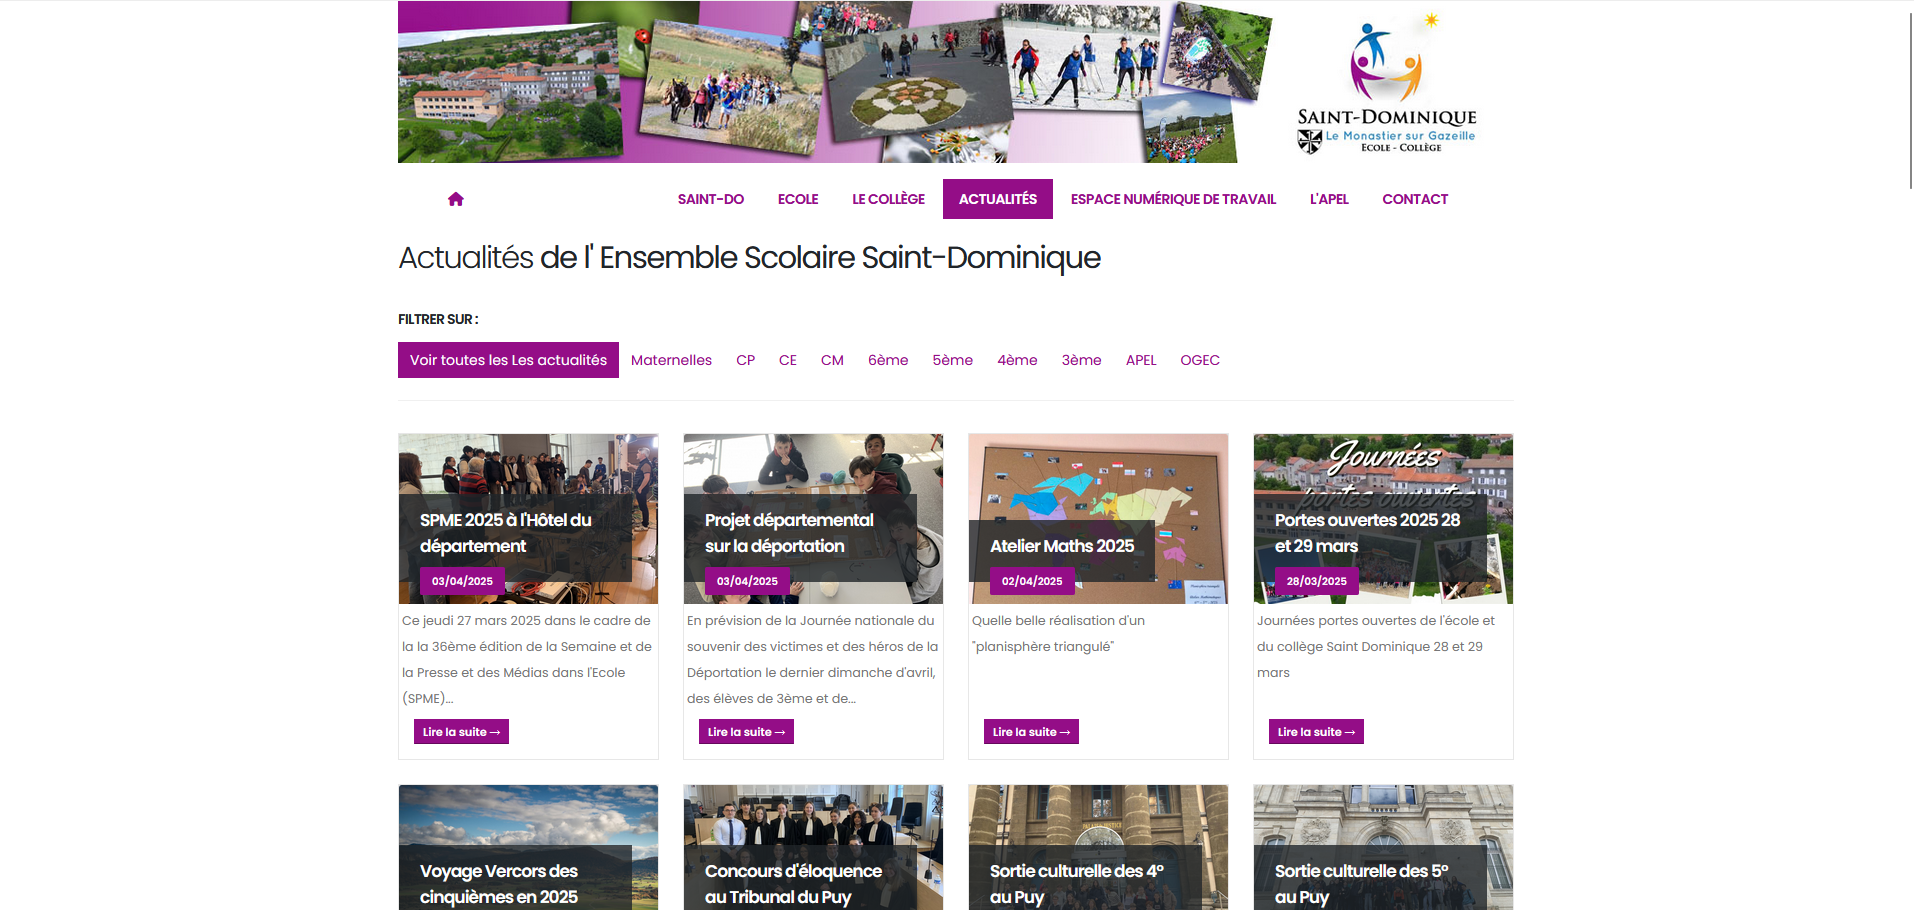 SAINT-DOMINIQUE
Le Monastier sur Gazeille
ECOLE - COLLÈGE
SAINT-DO ECOLE LE COLLÈGE ACTUALITÉS ESPACE NUMÉRIQUE DE TRAVAIL L'APEL CONTACT
Actualités de l' Ensemble Scolaire Saint-Dominique
FILTRER SUR :
Voir toutes les Les actualités Maternelles CP CE CM 6ème 5ème 4ème 3ème APEL OGEC
SPME 2025 à l'Hôtel du
département
03/04/2025
Ce jeudi 27 mars 2025 dans le cadre de
la la 36ème édition de la Semaine et de
la Presse et des Médias dans l'Ecole
(SPME)...
Lire la suite →
Projet départemental
sur la déportation
03/04/2025
En prévision de la Journée nationale du
souvenir des victimes et des héros de la
Déportation le dernier dimanche d'avril,
des élèves de 3ème et de...
Lire la suite →
Atelier Maths 2025
02/04/2025
Quelle belle réalisation d'un
"planisphère triangulé"
Lire la suite →
Journées
portes ouvertes
Portes ouvertes 2025 28
et 29 mars
28/03/2025
Journées portes ouvertes de l'école et
du collège Saint Dominique 28 et 29
mars
Lire la suite →
Voyage Vercors des
cinquièmes en 2025
Concours d'éloquence
au Tribunal du Puy
Sortie culturelle des 4°
au Puy
Sortie culturelle des 5°
au Puy